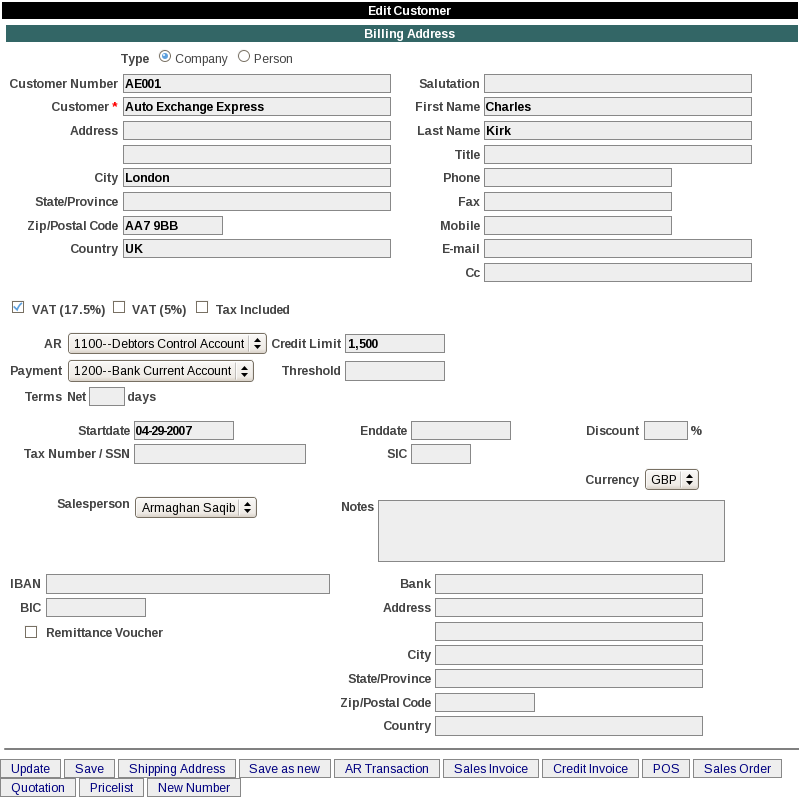 Edit Customer
Billing Address
Type Company Person
Customer Number AE001 Salutation
Customer * Auto Exchange Express First Name Charles
Address Last Name Kirk
Title
City London Phone
State/Province Fax
Zip/Postal Code AA7 9BB Mobile
Country UK E-mail
Cc
VAT (17.5%) VAT (5%) Tax Included
AR 1100--Debtors Control Account Credit Limit 1,500
Payment 1200--Bank Current Account Threshold
Terms Net days
Startdate 04-29-2007 Enddate Discount %
Tax Number / SSN SIC
Currency GBP
Salesperson Armaghan Saqib Notes
IBAN Bank
BIC Address
Remittance Voucher
City
State/Province
Zip/Postal Code
Country
Update Save Shipping Address Save as new AR Transaction Sales Invoice Credit Invoice POS Sales Order
Quotation Pricelist New Number